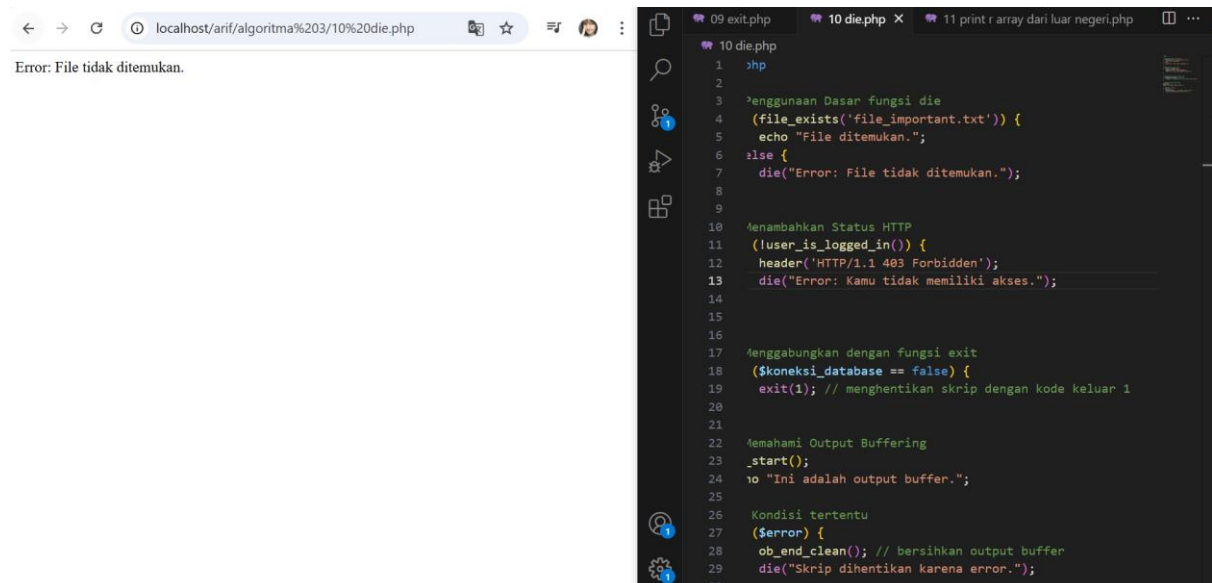 localhost/arif/algoritma%203/10%20die.php
Error: File tidak ditemukan.
09 exit.php
10 die.php
11 print r array dari luar negeri.php
10 die.php
1 php
2
3 Penggunaan Dasar fungsi die
4 (file_exists('file_important.txt')) {
5 echo "File ditemukan.";
6 else {
7 die("Error: File tidak ditemukan.");
8
9
10 Menambahkan Status HTTP
11 (!user_is_logged_in()) {
12 header('HTTP/1.1 403 Forbidden');
13 die("Error: Kamu tidak memiliki akses.");
14
15
16
17 Menggabungkan dengan fungsi exit
18 ($koneksi_database == false) {
19 exit(1); // menghentikan skrip dengan kode keluar 1
20
21
22 Memahami Output Buffering
23 _start();
24 ho "Ini adalah output buffer.";
25
26 Kondisi tertentu
27 ($error) {
28 ob_end_clean(); // bersihkan output buffer
29 die("Skrip dihentikan karena error.");
1
1
1